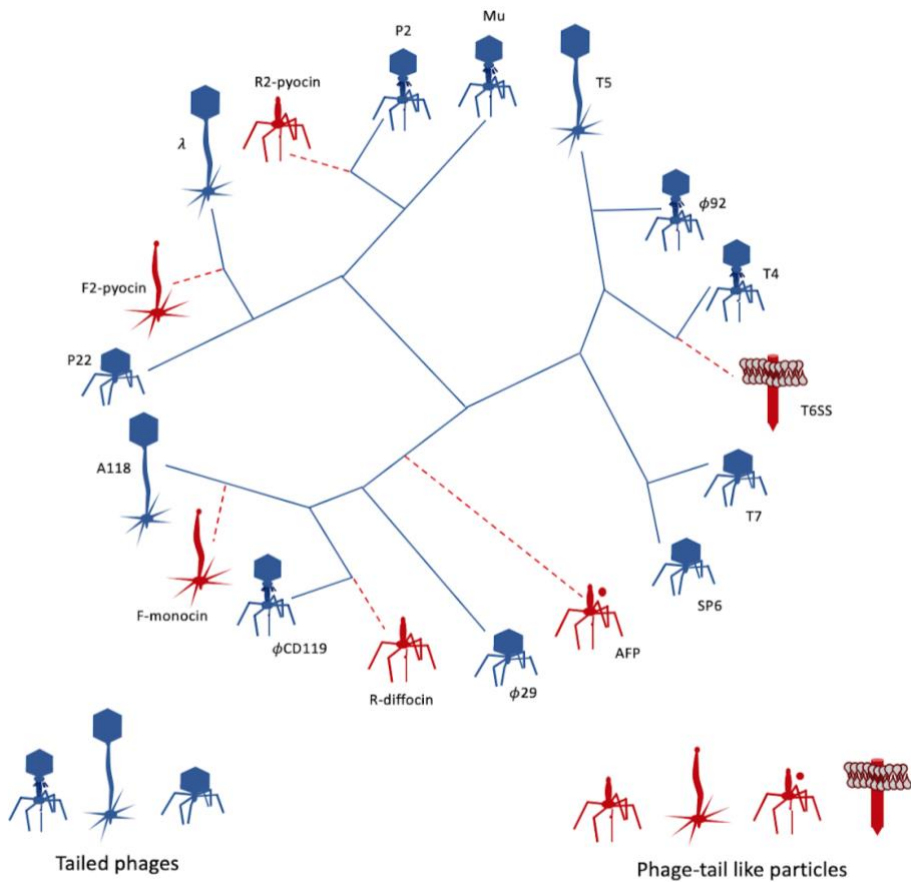 Mu
P2
R2-pyocin
T5
λ
ϕ92
T4
F2-pyocin
P22
T6SS
A118
T7
SP6
F-monocin
ϕCD119
AFP
R-diffocin
ϕ29
Tailed phages
Phage-tail like particles